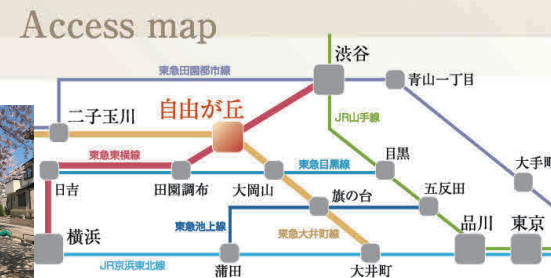 Access map
渋谷
東急田園都市線
青山一丁目
自由が丘
二子玉川
JR山手線
東急東横線
東急目黒線
目黒
大手町
日吉
田園調布
大岡山
旗の台
五反田
東急池上線
東急大井町線
品川
東京
横浜
JR京浜東北線
蒲田
大井町